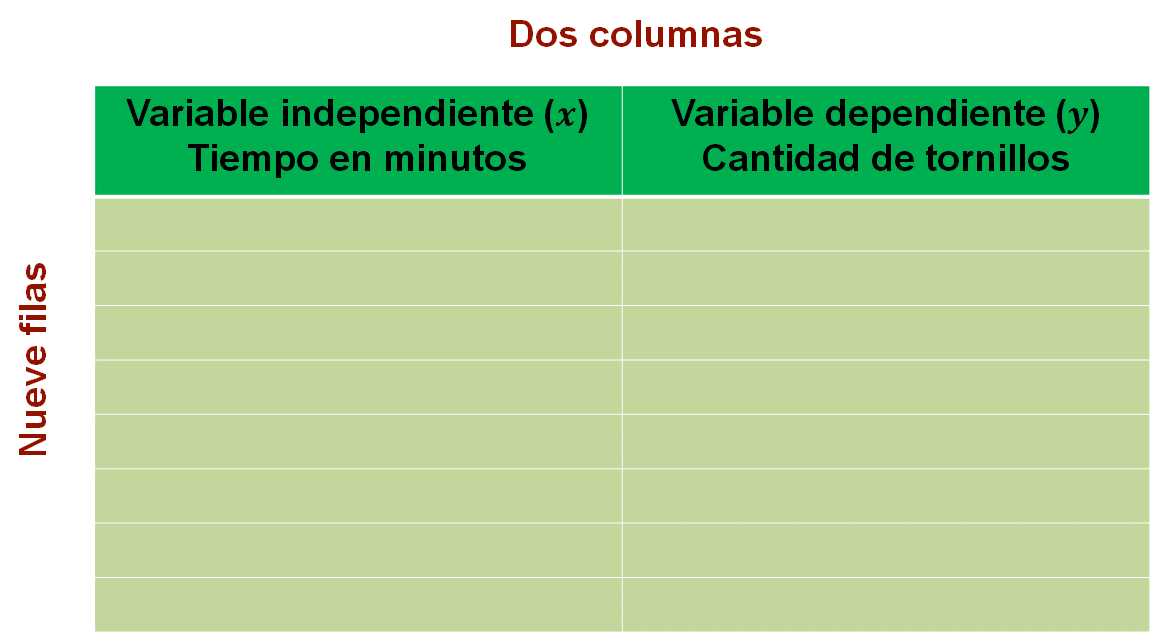 Dos columnas
Variable independiente (x)
Tiempo en minutos
Variable dependiente (y)
Cantidad de tornillos
Nueve filas